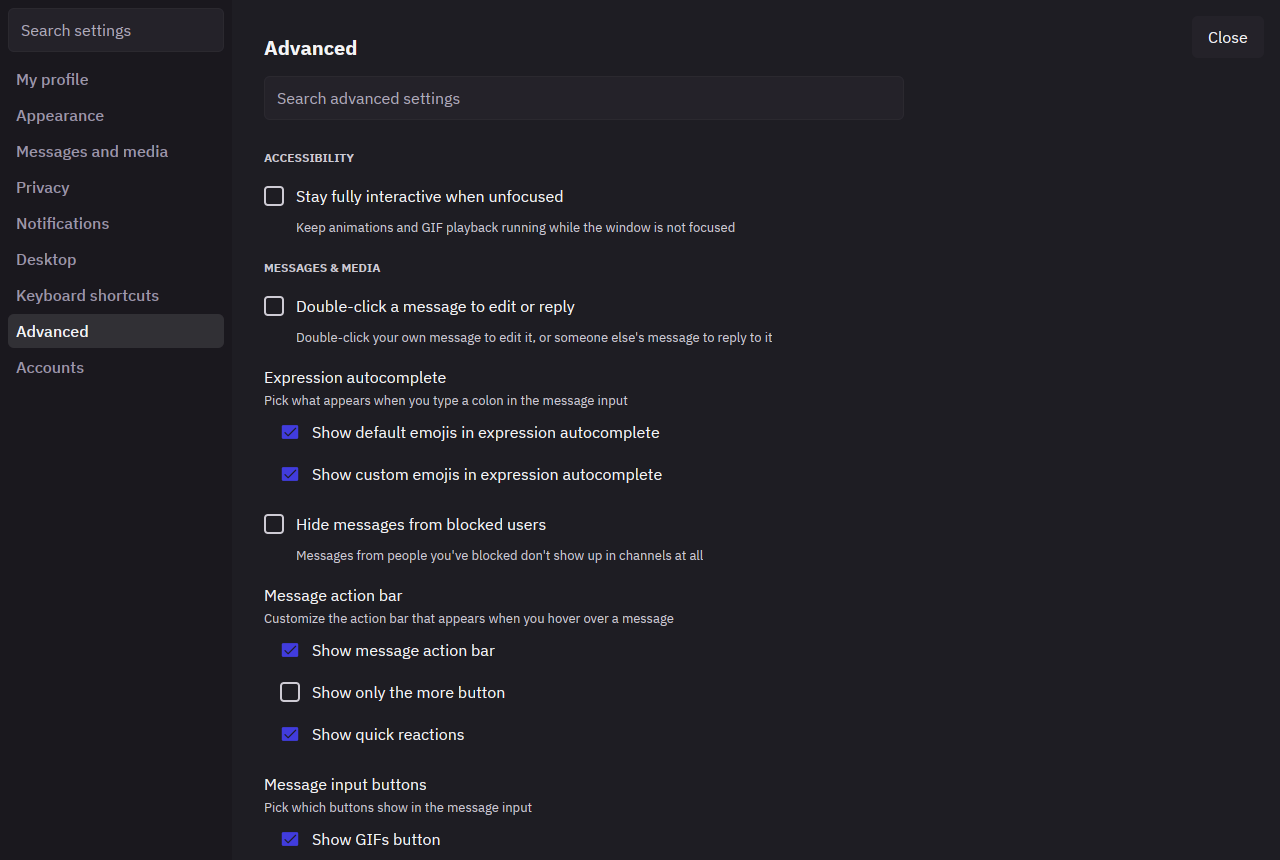 Search settings
My profile
Appearance
Messages and media
Privacy
Notifications
Desktop
Keyboard shortcuts
Advanced
Accounts
Close
Advanced
Search advanced settings
ACCESSIBILITY
Stay fully interactive when unfocused
Keep animations and GIF playback running while the window is not focused
MESSAGES & MEDIA
Double-click a message to edit or reply
Double-click your own message to edit it, or someone else's message to reply to it
Expression autocomplete
Pick what appears when you type a colon in the message input
Show default emojis in expression autocomplete
Show custom emojis in expression autocomplete
Hide messages from blocked users
Messages from people you've blocked don't show up in channels at all
Message action bar
Customize the action bar that appears when you hover over a message
Show message action bar
Show only the more button
Show quick reactions
Message input buttons
Pick which buttons show in the message input
Show GIFs button